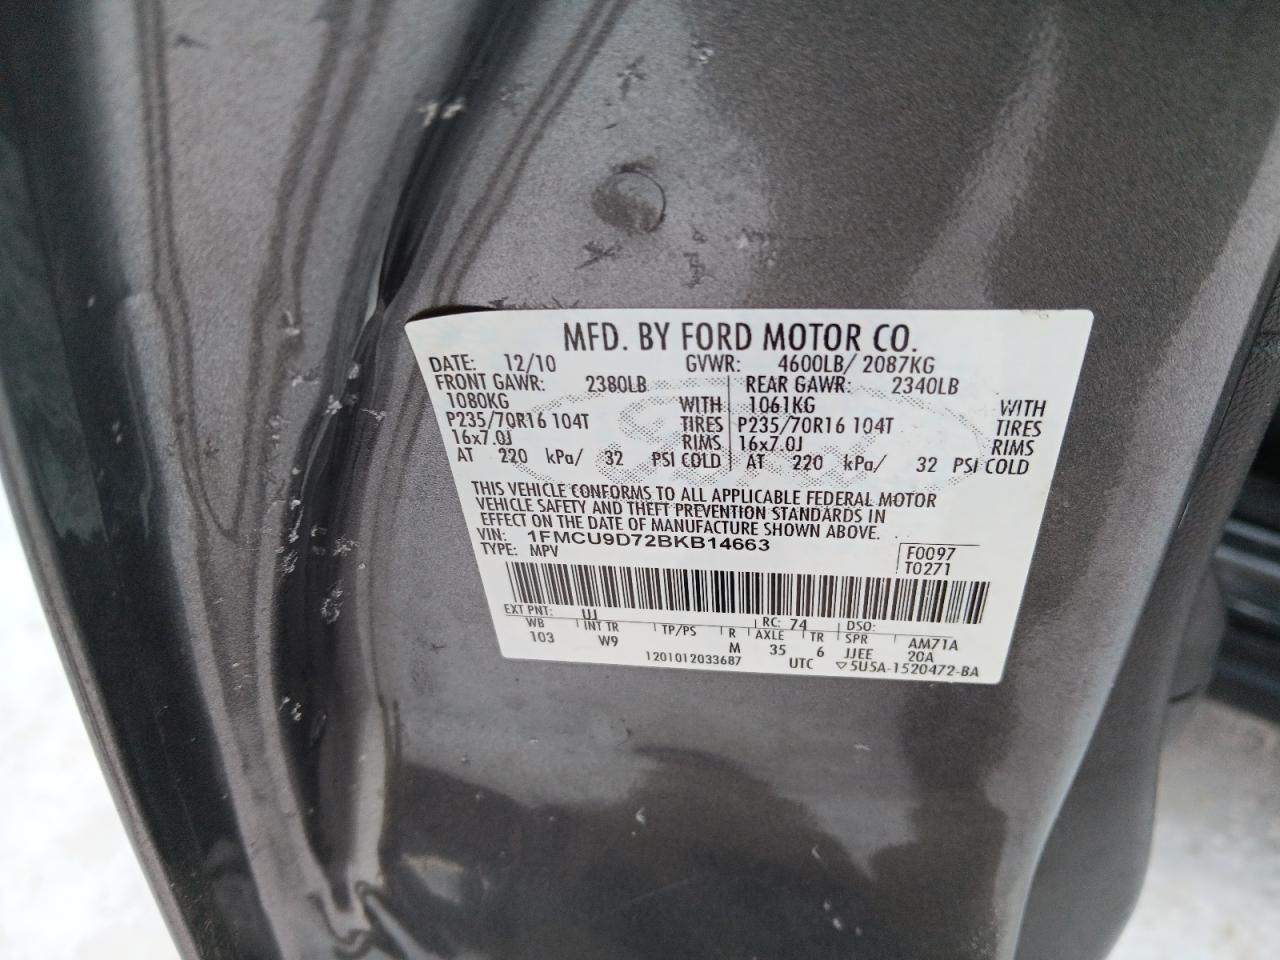 MFD. BY FORD MOTOR CO.
DATE: 12/10 GVWR: 4600LB/ 2087KG
FRONT GAWR: 2380LB REAR GAWR: 2340LB
1080KG WITH 1061KG WITH
P235/70R16 104T TIRES P235/70R16 104T TIRES
16x7.0J RIMS 16x7.0J RIMS
AT 220 kPa/ 32 PSI COLD AT 220 kPa/ 32 PSI COLD
THIS VEHICLE CONFORMS TO ALL APPLICABLE FEDERAL MOTOR
VEHICLE SAFETY AND THEFT PREVENTION STANDARDS IN
EFFECT ON THE DATE OF MANUFACTURE SHOWN ABOVE.
VIN: 1FMCU9D72BKB14663
TYPE: MPV
F0097
T0271
EXT PNT: UJ RC: 74 DSO:
WB INT TR TP/PS R AXLE TR SPR AM71A
103 W9 M 35 6 JJEE 20A
1201012033687 UTC ▽5U5A-1520472-BA